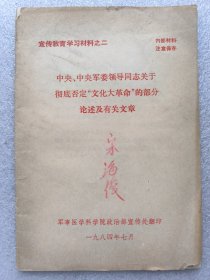 宣传教育学习材料之二
内部材料
注意保存
中央、中央军委领导同志关于
彻底否定“文化大革命”的部分
论述及有关文章
军事医学科学院政治部宣传处翻印
一九八四年七月